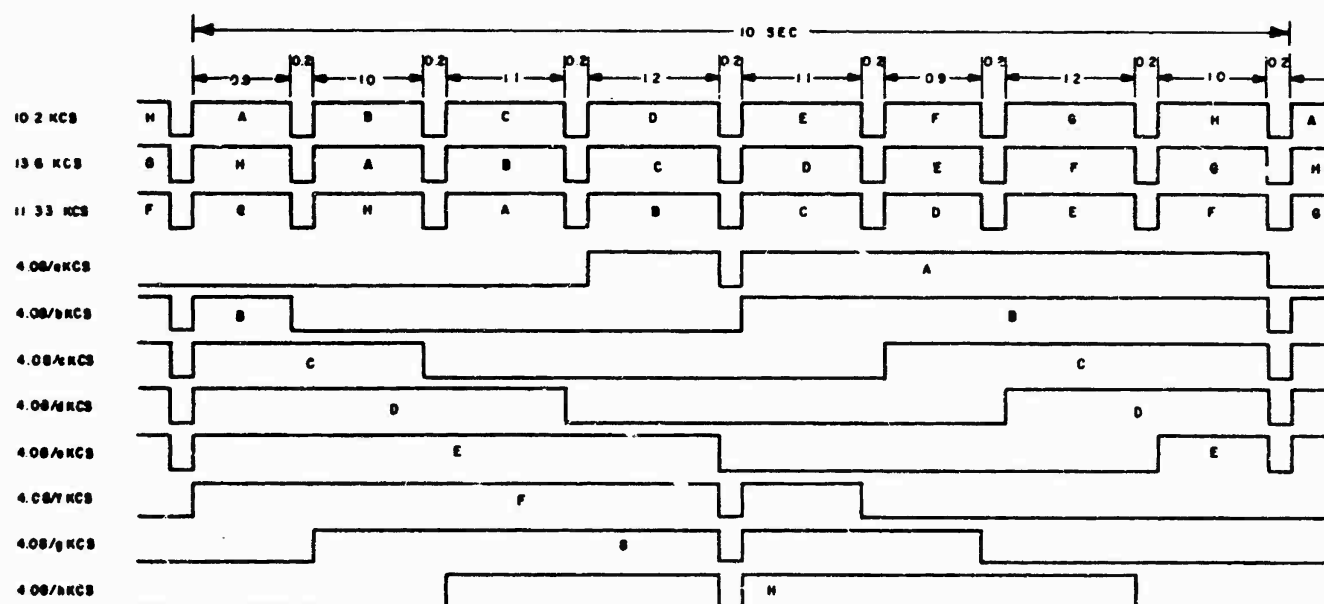 10 SEC
0.2 0.2 0.2 0.2 0.2 0.2 0.2 0.2
0.9 1.0 1.1 1.2 1.1 0.9 1.2 1.0
10.2 KCS H A B C D E F G H A
13.6 KCS G H A B C D E F G H
11.33 KCS F G H A B C D E F G
4.08/a KCS A
4.08/b KCS B B
4.08/c KCS C C
4.08/d KCS D D
4.08/e KCS E E
4.08/f KCS F
4.08/g KCS
4.08/h KCS H